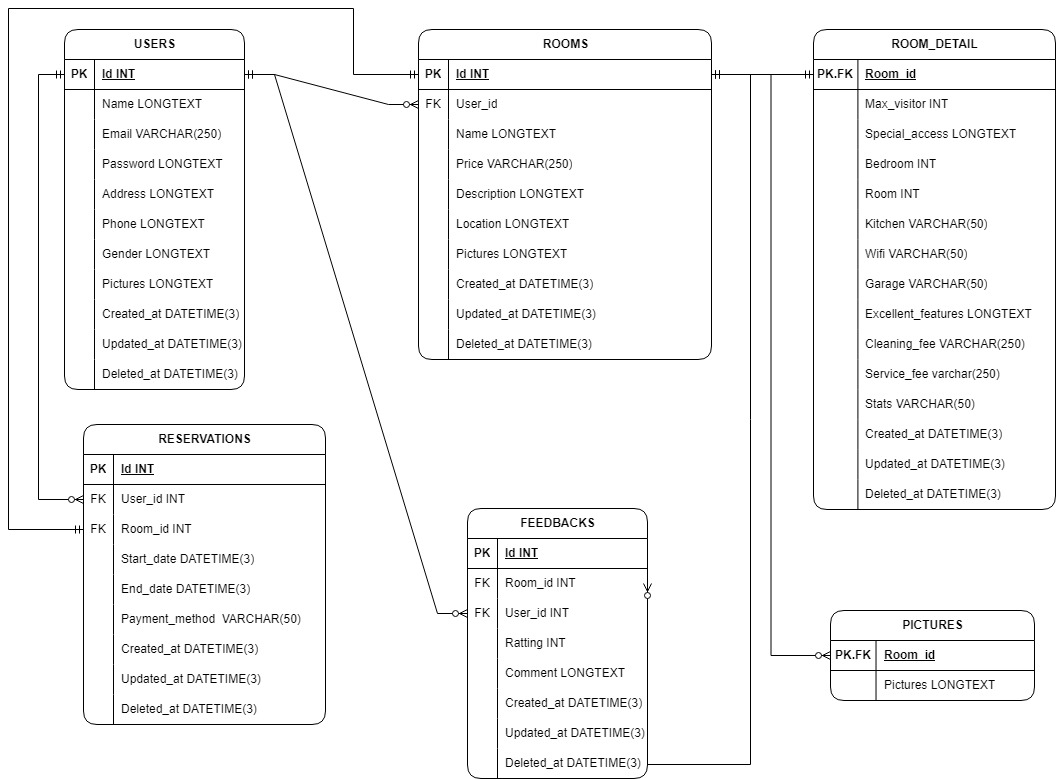 USERS
PK Id INT
Name LONGTEXT
Email VARCHAR(250)
Password LONGTEXT
Address LONGTEXT
Phone LONGTEXT
Gender LONGTEXT
Pictures LONGTEXT
Created_at DATETIME(3)
Updated_at DATETIME(3)
Deleted_at DATETIME(3)
ROOMS
PK Id INT
FK User_id
Name LONGTEXT
Price VARCHAR(250)
Description LONGTEXT
Location LONGTEXT
Pictures LONGTEXT
Created_at DATETIME(3)
Updated_at DATETIME(3)
Deleted_at DATETIME(3)
ROOM_DETAIL
PK.FK Room_id
Max_visitor INT
Special_access LONGTEXT
Bedroom INT
Room INT
Kitchen VARCHAR(50)
Wifi VARCHAR(50)
Garage VARCHAR(50)
Excellent_features LONGTEXT
Cleaning_fee VARCHAR(250)
Service_fee varchar(250)
Stats VARCHAR(50)
Created_at DATETIME(3)
Updated_at DATETIME(3)
Deleted_at DATETIME(3)
RESERVATIONS
PK Id INT
FK User_id INT
FK Room_id INT
Start_date DATETIME(3)
End_date DATETIME(3)
Payment_method  VARCHAR(50)
Created_at DATETIME(3)
Updated_at DATETIME(3)
Deleted_at DATETIME(3)
FEEDBACKS
PK Id INT
FK Room_id INT
FK User_id INT
Ratting INT
Comment LONGTEXT
Created_at DATETIME(3)
Updated_at DATETIME(3)
Deleted_at DATETIME(3)
PICTURES
PK.FK Room_id
Pictures LONGTEXT